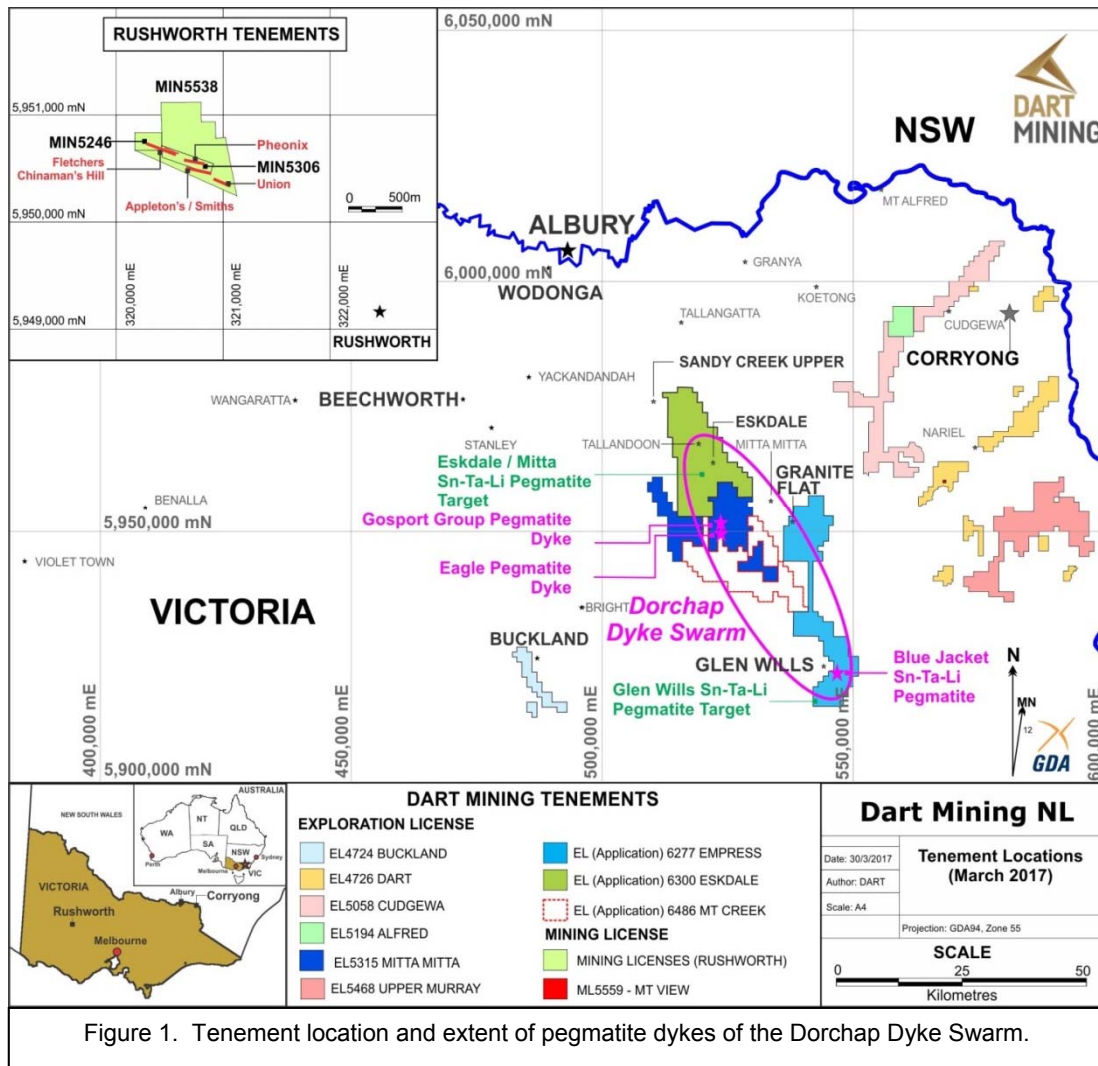 RUSHWORTH TENEMENTS
MIN5538
5,951,000 mN
MIN5246
Pheonix
Fletchers
Chinaman's Hill
MIN5306
Union
Appleton's / Smiths
0 500m
5,950,000 mN
5,949,000 mN
320,000 mE
321,000 mE
322,000 mE
RUSHWORTH
6,050,000 mN
DART
MINING
NSW
MT ALFRED
ALBURY
GRANYA
6,000,000 mN
WODONGA
KOETONG
TALLANGATTA
CUDGEWA
CORRYONG
SANDY CREEK UPPER
YACKANDANDAH
WANGARATTA
BEECHWORTH
STANLEY
TALLANDOON
ESKDALE
MITTA MITTA
NARIEL
Eskdale / Mitta
Sn-Ta-Li Pegmatite
Target
GRANITE
FLAT
BENALLA
Gosport Group Pegmatite
Dyke
5,950,000 mN
VIOLET TOWN
Eagle Pegmatite
Dyke
VICTORIA
BRIGHT
Dorchap
Dyke Swarm
BUCKLAND
GLEN WILLS
Blue Jacket
Sn-Ta-Li
Pegmatite
Glen Wills Sn-Ta-Li
Pegmatite Target
N
MN
12
GDA
400,000 mE
450,000 mE
500,000 mE
550,000 mE
600,000 mE
5,900,000 mN
NEW SOUTH WALES
AUSTRALIA
WA
NT
QLD
SA
NSW
VIC
Perth
Sydney
Melbourne
VICTORIA
Albury
Corryong
Rushworth
Melbourne
DART MINING TENEMENTS
EXPLORATION LICENSE
EL4724 BUCKLAND
EL4726 DART
EL5058 CUDGEWA
EL5194 ALFRED
EL5315 MITTA MITTA
EL5468 UPPER MURRAY
EL (Application) 6277 EMPRESS
EL (Application) 6300 ESKDALE
EL (Application) 6486 MT CREEK
MINING LICENSE
MINING LICENSES (RUSHWORTH)
ML5559 - MT VIEW
Dart Mining NL
Date: 30/3/2017
Author: DART
Scale: A4
Tenement Locations
(March 2017)
Projection: GDA94, Zone 55
SCALE
0 25 50
Kilometres
Figure 1. Tenement location and extent of pegmatite dykes of the Dorchap Dyke Swarm.